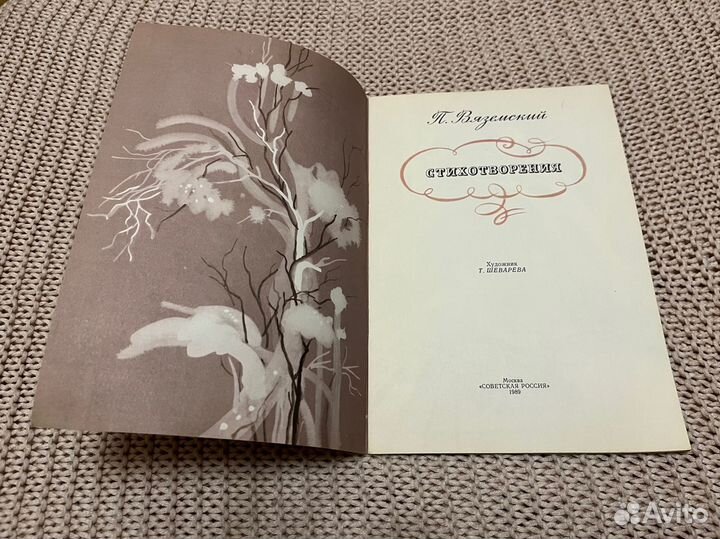 П. Вяземский
СТИХОТВОРЕНИЯ
Художник
Т. ШЕВАРЕВА
Москва
«СОВЕТСКАЯ РОССИЯ»
1989
Avito